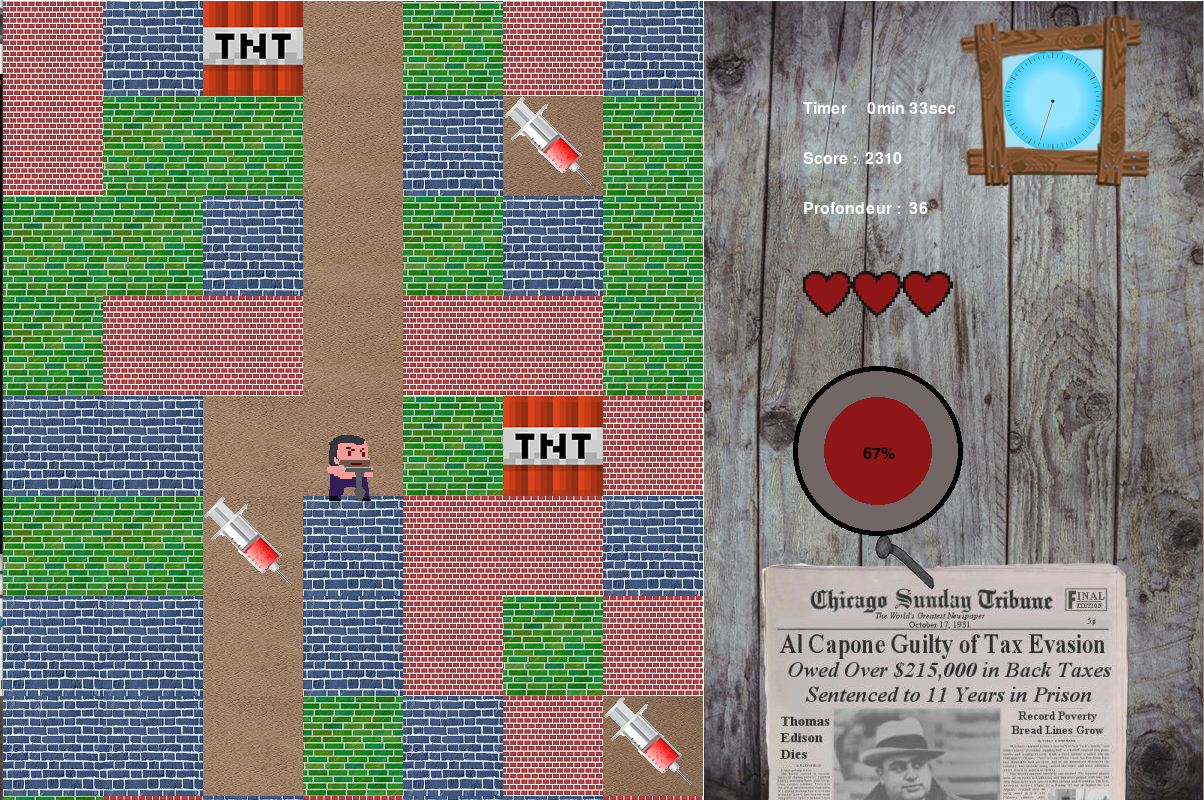 TNT
Timer 0min 33sec
Score : 2310
Profondeur : 36
TNT
67%
Chicago Sunday Tribune
FINAL
EDITION
The World's Greatest Newspaper
October 17, 1931
5¢
Al Capone Guilty of Tax Evasion
Owed Over $215,000 in Back Taxes
Sentenced to 11 Years in Prison
Thomas
Edison
Dies
Record Poverty
Bread Lines Grow